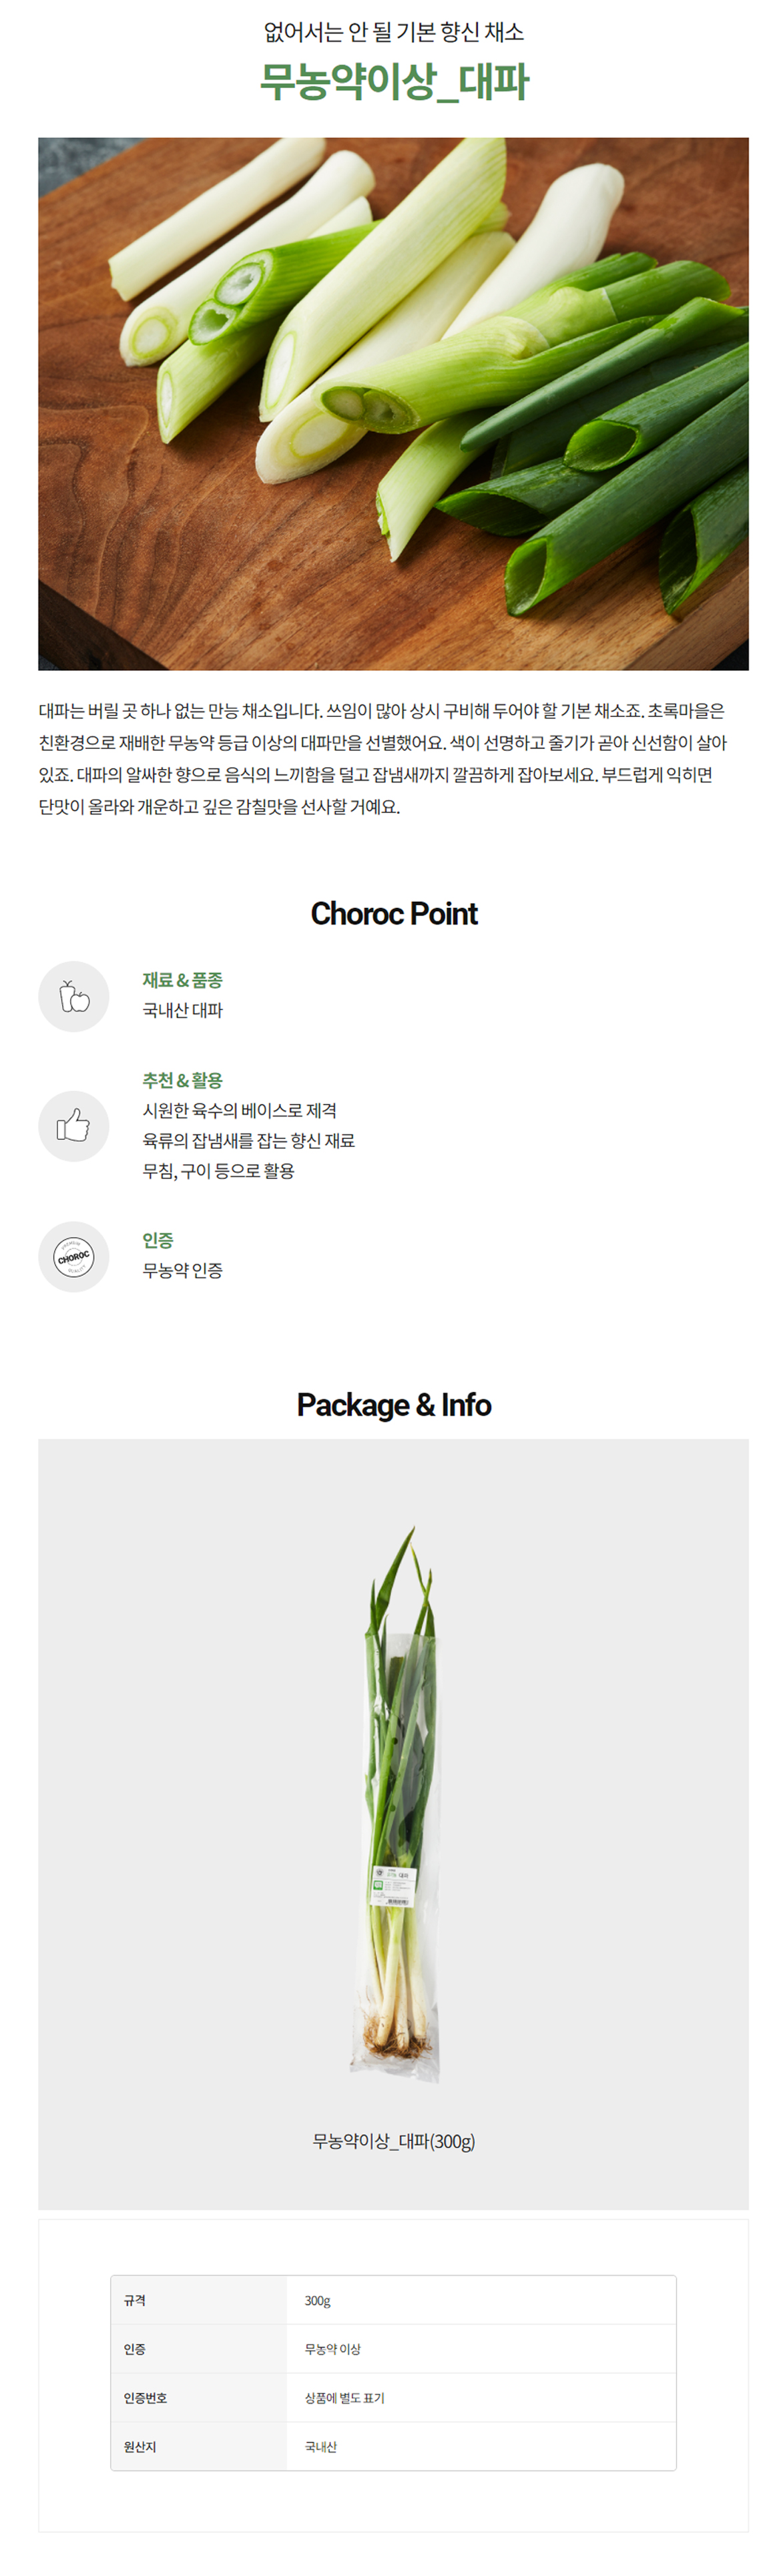 없어서는 안 될 기본 향신 채소
무농약이상_대파
대파는 버릴 곳 하나 없는 만능 채소입니다. 쓰임이 많아 상시 구비해 두어야 할 기본 채소죠. 초록마을은
친환경으로 재배한 무농약 등급 이상의 대파만을 선별했어요. 색이 선명하고 줄기가 곧아 신선함이 살아
있죠. 대파의 알싸한 향으로 음식의 느끼함을 덜고 잡냄새까지 깔끔하게 잡아보세요. 부드럽게 익히면
단맛이 올라와 개운하고 깊은 감칠맛을 선사할 거예요.
Choroc Point
재료 & 품종
국내산 대파
추천 & 활용
시원한 육수의 베이스로 제격
육류의 잡냄새를 잡는 향신 재료
무침, 구이 등으로 활용
PREMIUM
CHOROC
QUALITY
인증
무농약 인증
Package & Info
대파
무농약이상_대파(300g)
규격 300g
인증 무농약 이상
인증번호 상품에 별도 표기
원산지 국내산